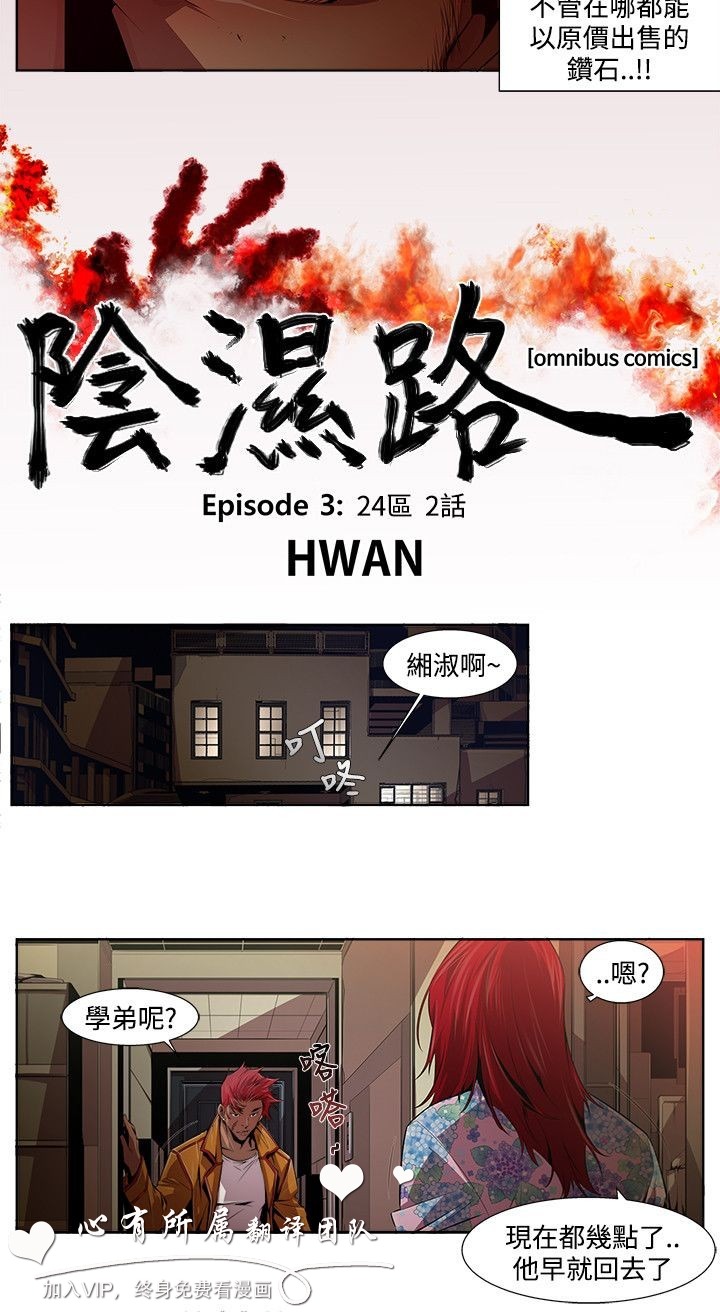 不管在哪都能
以原價出售的
鑽石..!!
陰濕路
[omnibus comics]
Episode 3: 24區 2話
HWAN
緗淑啊~
叮
咚
學弟呢?
..嗯?
喀
嗒
現在都幾點了..
他早就回去了
心有所属翻译团队
加入VIP，终身免费看漫画